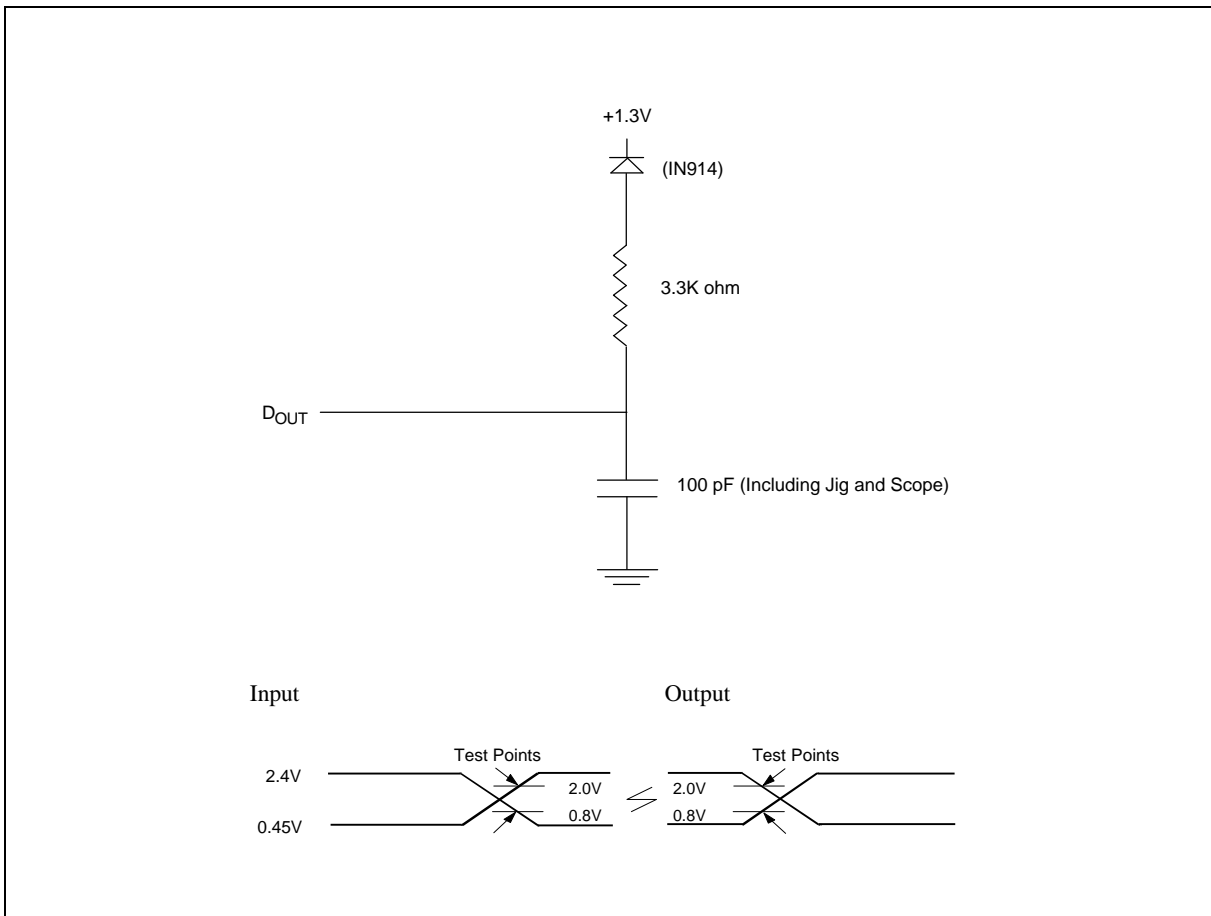 +1.3V
(IN914)
3.3K ohm
DOUT
100 pF (Including Jig and Scope)
Input
Output
Test Points
Test Points
2.4V
2.0V
2.0V
0.45V
0.8V
0.8V